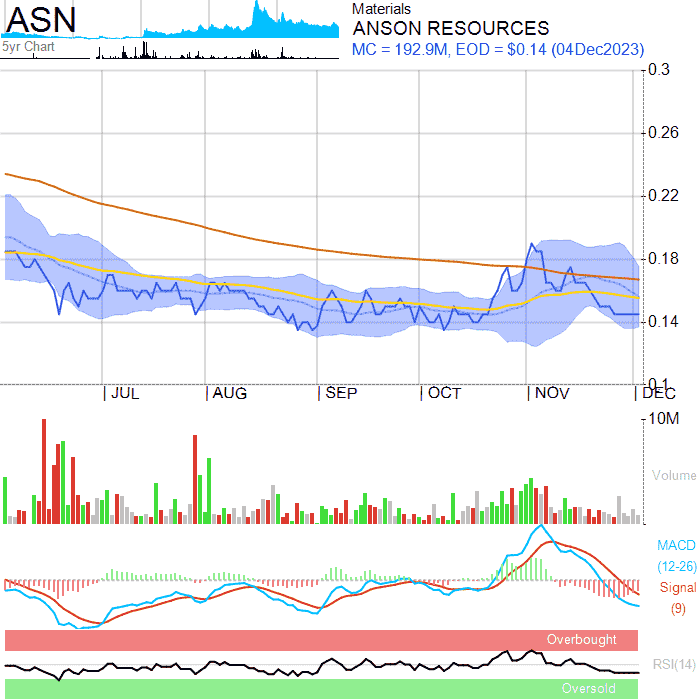 ASN
5yr Chart
Materials
ANSON RESOURCES
MC = 192.9M, EOD = $0.14 (04Dec2023)
0.3
0.26
0.22
0.18
0.14
0.1
JUL AUG SEP OCT NOV DEC
10M
Volume
MACD
(12-26)
Signal
(9)
Overbought
RSI(14)
Oversold